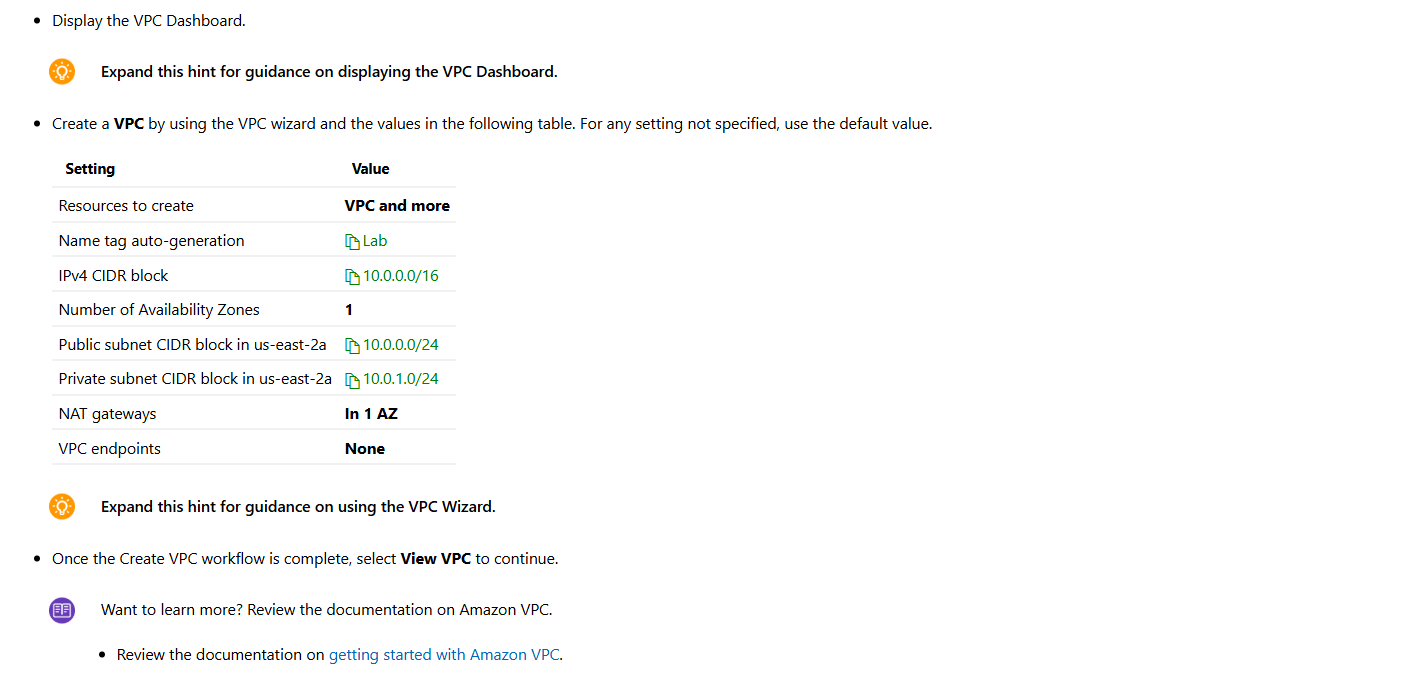 Display the VPC Dashboard.
Expand this hint for guidance on displaying the VPC Dashboard.
Create a VPC by using the VPC wizard and the values in the following table. For any setting not specified, use the default value.
Setting Value
Resources to create VPC and more
Name tag auto-generation Lab
IPv4 CIDR block 10.0.0.0/16
Number of Availability Zones 1
Public subnet CIDR block in us-east-2a 10.0.0.0/24
Private subnet CIDR block in us-east-2a 10.0.1.0/24
NAT gateways In 1 AZ
VPC endpoints None
Expand this hint for guidance on using the VPC Wizard.
Once the Create VPC workflow is complete, select View VPC to continue.
Want to learn more? Review the documentation on Amazon VPC.
Review the documentation on getting started with Amazon VPC.